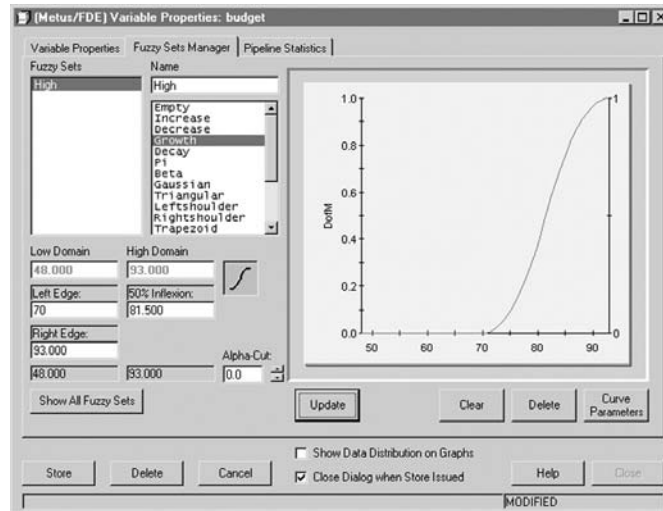 (Metus/FDE) Variable Properties: budget
Variable Properties Fuzzy Sets Manager Pipeline Statistics
Fuzzy Sets
High
Name
High
Empty
Increase
Decrease
Growth
Decay
Pi
Beta
Gaussian
Triangular
Leftshoulder
Rightshoulder
Trapezoid
Low Domain High Domain
48.000 93.000
Left Edge: 50% Inflexion:
70 81.500
Right Edge:
93.000
Alpha-Cut:
48.000 93.000 0.0
Show All Fuzzy Sets
DofM
1.0
0.8
0.6
0.4
0.2
0.0
1
0
50 60 70 80 90
Update Clear Delete Curve
Parameters
Show Data Distribution on Graphs
Close Dialog when Store Issued
Store Delete Cancel Help Close
MODIFIED